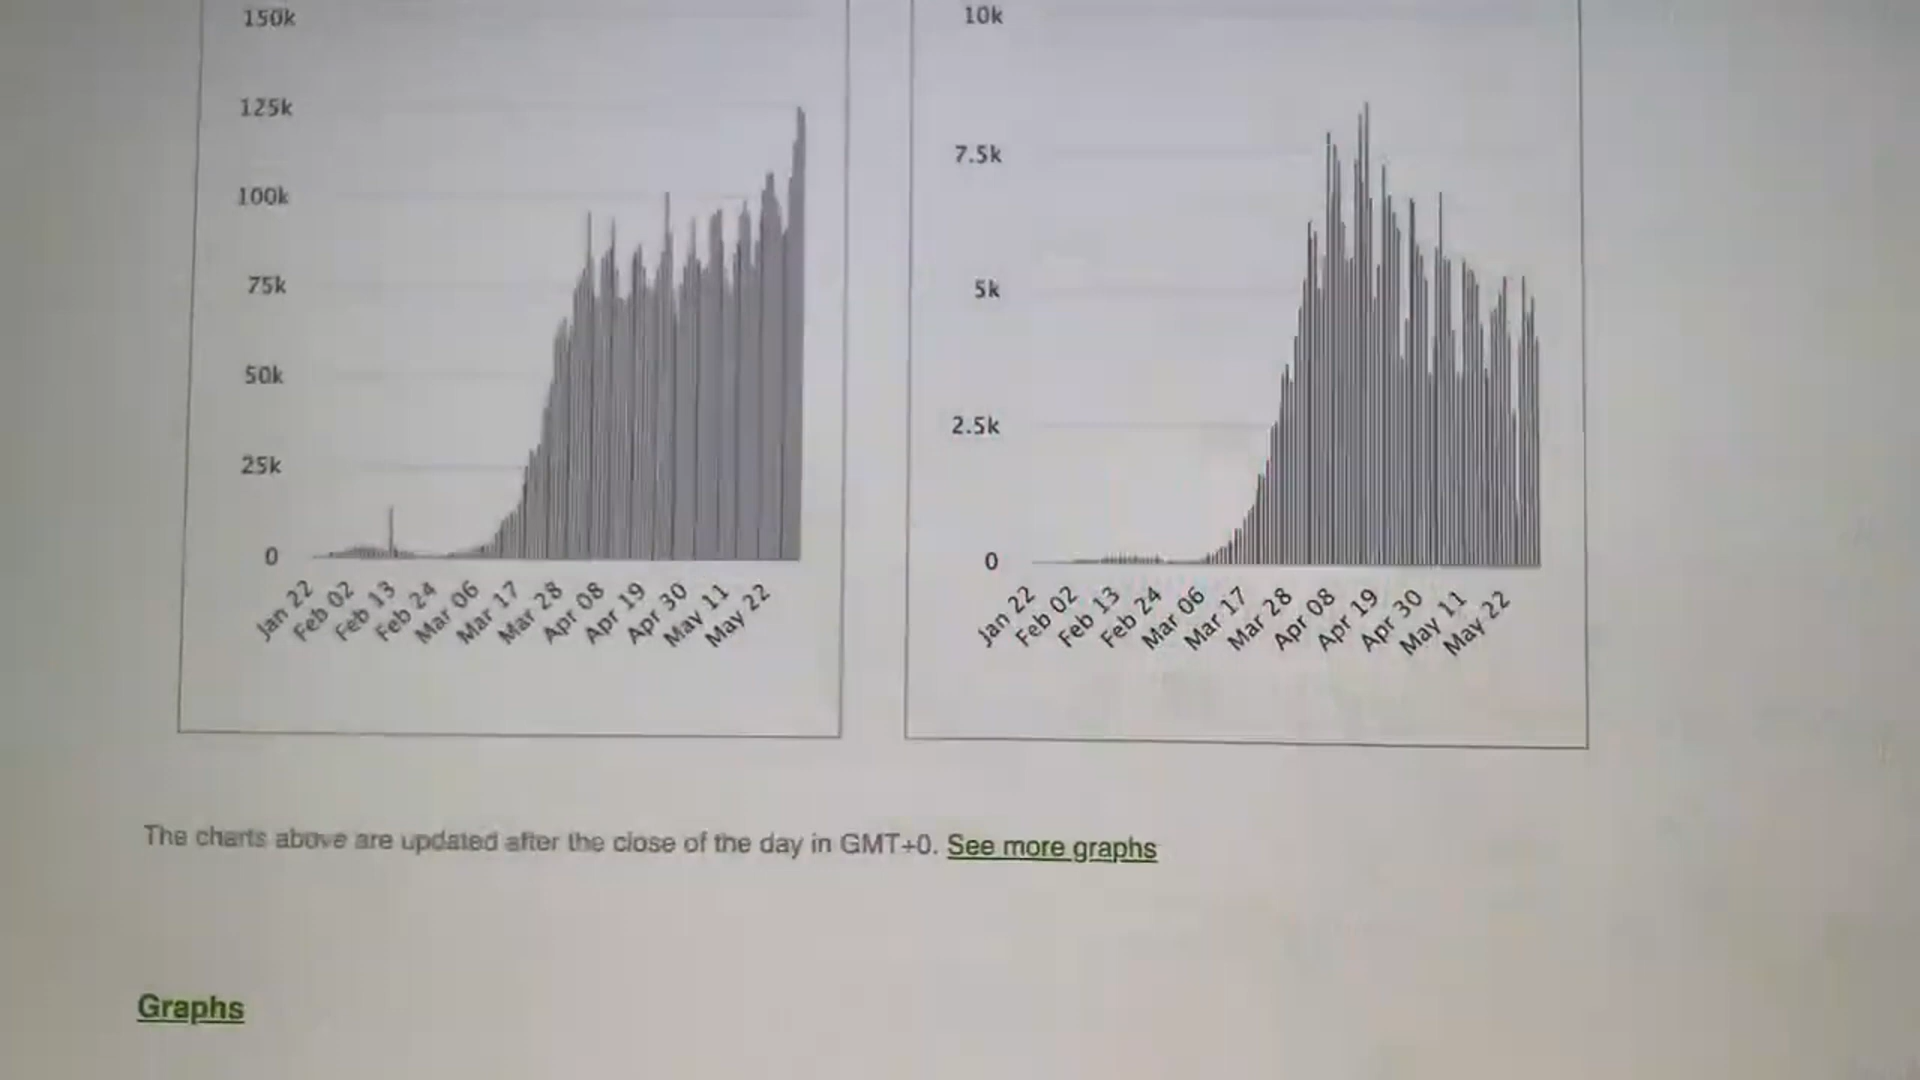 150k
125k
100k
75k
50k
25k
0
Jan 22
Feb 02
Feb 13
Feb 24
Mar 06
Mar 17
Mar 28
Apr 08
Apr 19
Apr 30
May 11
May 22
10k
7.5k
5k
2.5k
0
Jan 22
Feb 02
Feb 13
Feb 24
Mar 06
Mar 17
Mar 28
Apr 08
Apr 19
Apr 30
May 11
May 22
The charts above are updated after the close of the day in GMT+0. See more graphs
Graphs